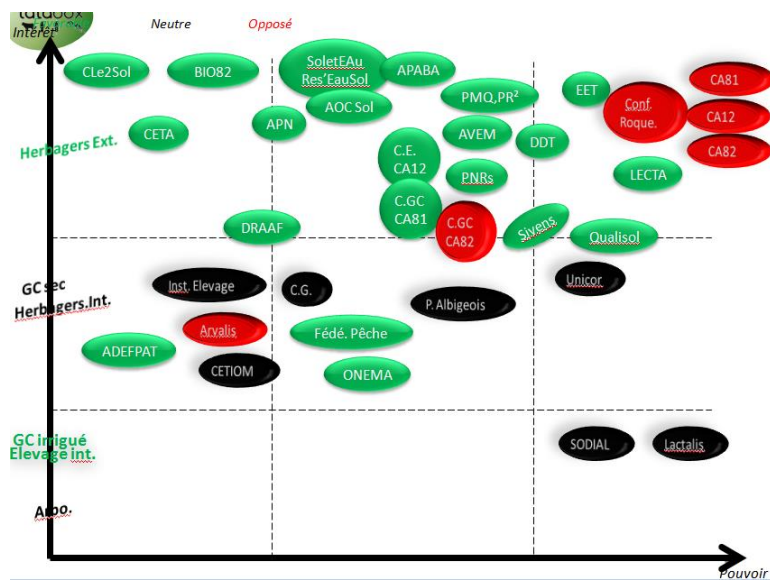 tatabox
Intérêt
Neutre
Opposé
CLe2Sol
BIO82
SoletEAu
Res'EauSol
APABA
EET
CA81
PMQ,PR²
Conf.
Roque.
AOC Sol
APN
CA12
CETA
AVEM
DDT
CA82
Herbagers Ext.
C.E.
CA12
PNRs
LECTA
C.GC
CA81
DRAAF
C.GC
CA82
Sivens
Qualisol
GC sec
Herbagers.Int.
Inst. Elevage
C.G.
P. Albigeois
Unicor
Arvalis
Fédé. Pêche
ADEFPAT
CETIOM
ONEMA
GC irrigué
Elevage int.
SODIAL
Lactalis
Arbo.
Pouvoir